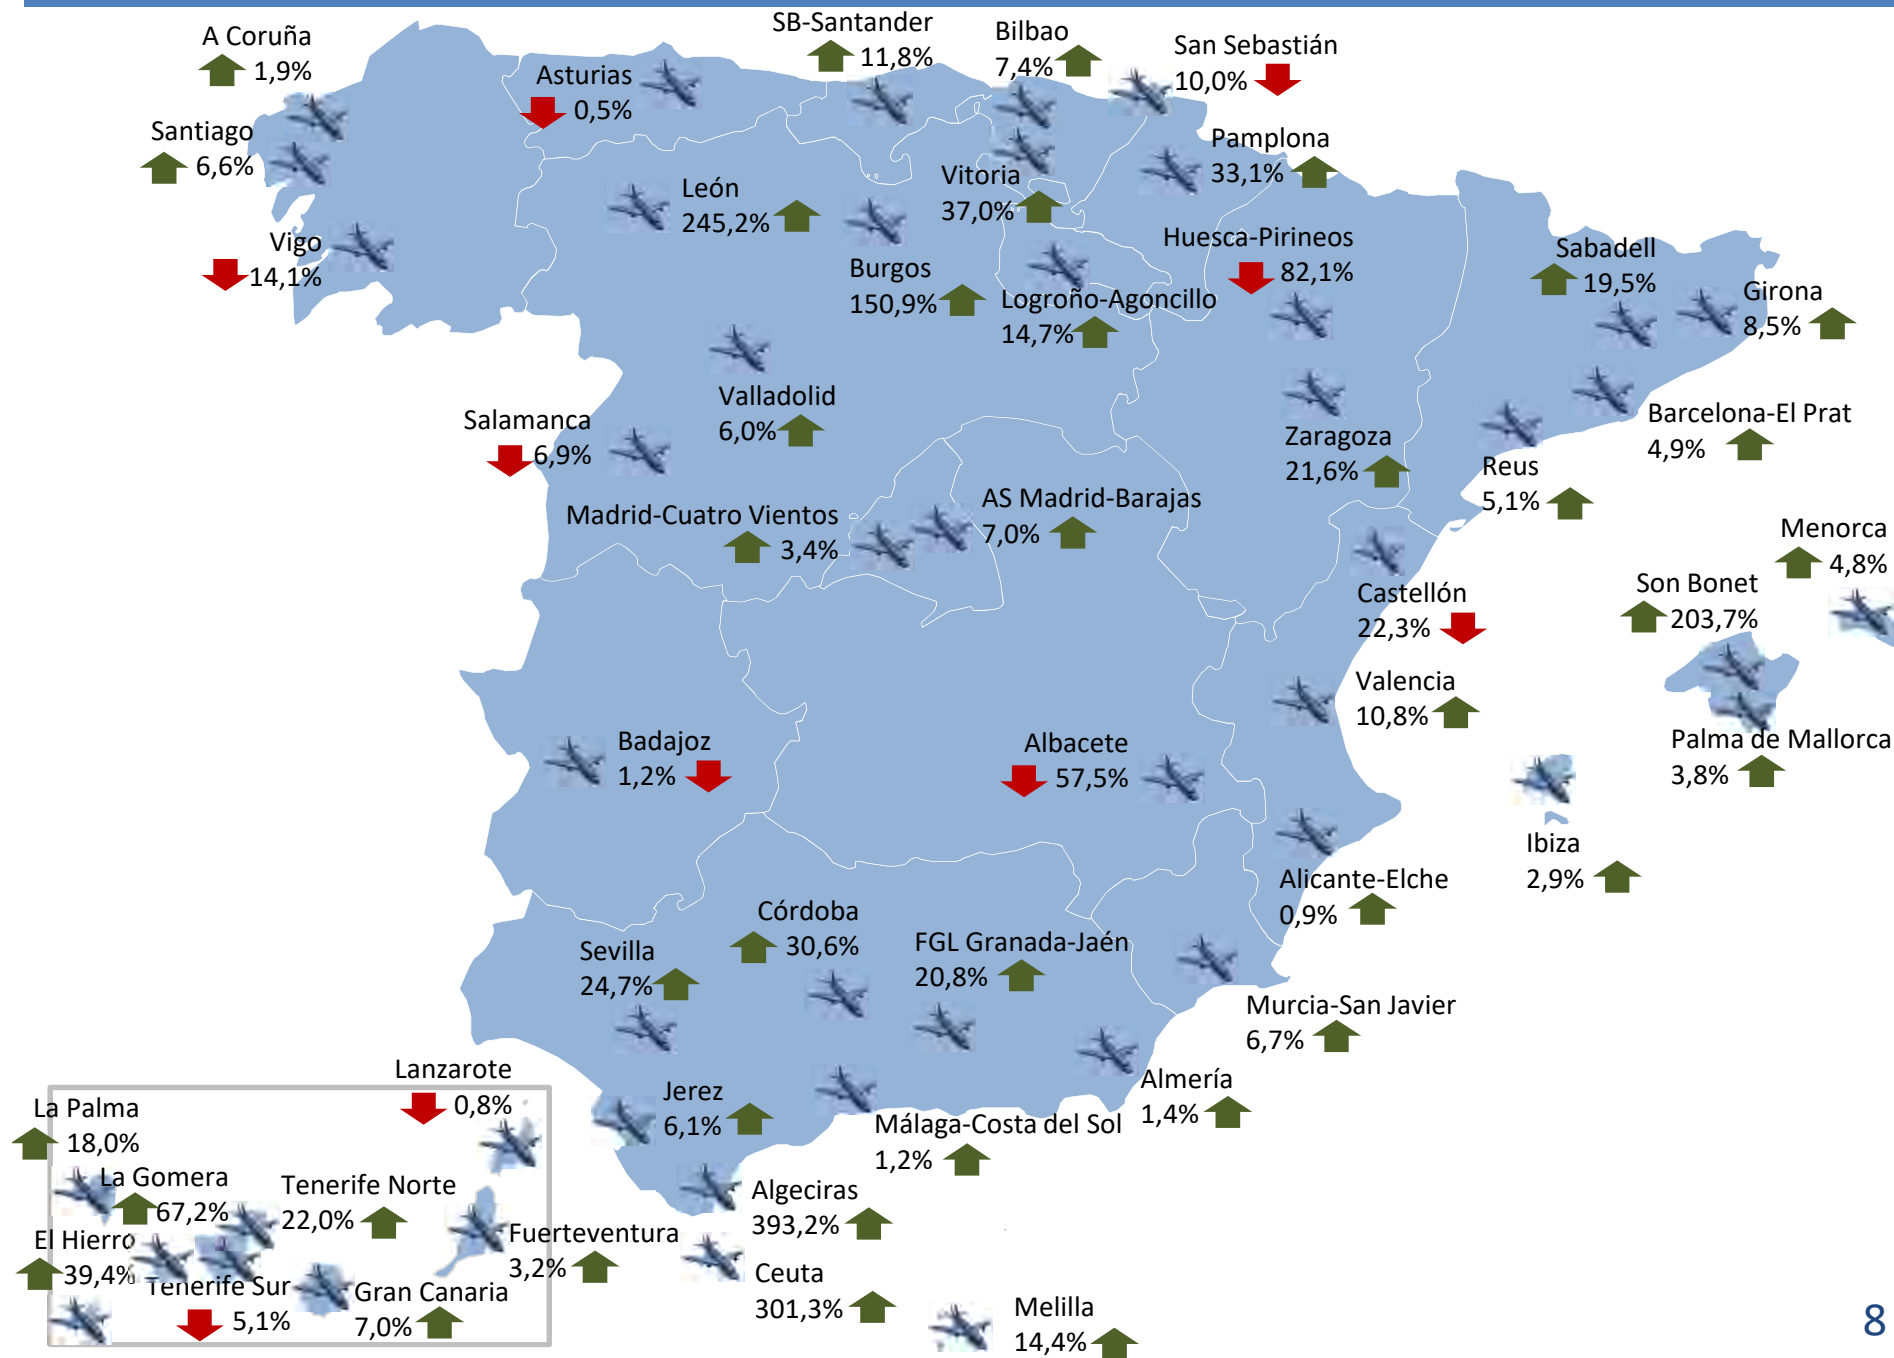 A Coruña
1,9%
SB-Santander
11,8%
Bilbao
7,4%
San Sebastián
10,0%
Asturias
0,5%
Santiago
6,6%
Pamplona
33,1%
León
245,2%
Vitoria
37,0%
Vigo
14,1%
Huesca-Pirineos
82,1%
Sabadell
19,5%
Burgos
150,9%
Logroño-Agoncillo
14,7%
Girona
8,5%
Valladolid
6,0%
Salamanca
6,9%
Barcelona-El Prat
4,9%
Zaragoza
21,6%
Reus
5,1%
AS Madrid-Barajas
7,0%
Madrid-Cuatro Vientos
3,4%
Menorca
4,8%
Son Bonet
203,7%
Castellón
22,3%
Valencia
10,8%
Palma de Mallorca
3,8%
Badajoz
1,2%
Albacete
57,5%
Ibiza
2,9%
Alicante-Elche
0,9%
Córdoba
30,6%
Sevilla
24,7%
FGL Granada-Jaén
20,8%
Murcia-San Javier
6,7%
Lanzarote
0,8%
Almería
1,4%
Jerez
6,1%
La Palma
18,0%
Málaga-Costa del Sol
1,2%
La Gomera
67,2%
Tenerife Norte
22,0%
Algeciras
393,2%
El Hierro
39,4%
Fuerteventura
3,2%
Tenerife Sur
5,1%
Gran Canaria
7,0%
Ceuta
301,3%
Melilla
14,4%
8